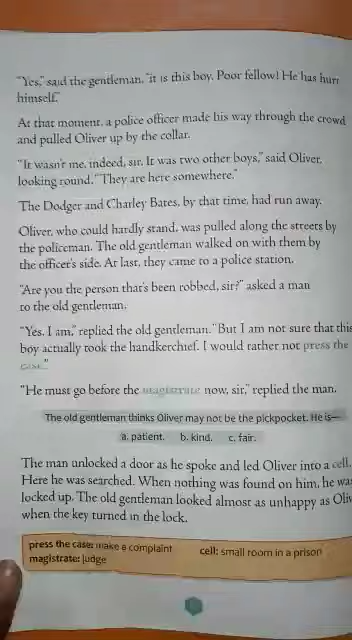 "Yes," said the gentleman, "it is this boy. Poor fellow! He has hurt
himself."
At that moment, a police officer made his way through the crowd
and pulled Oliver up by the collar.
"It wasn't me, indeed, sir. It was two other boys," said Oliver,
looking round. "They are here somewhere."
The Dodger and Charley Bates, by that time, had run away.
Oliver, who could hardly stand, was pulled along the streets by
the policeman. The old gentleman walked on with them by
the officer's side. At last, they came to a police station.
"Are you the person that's been robbed, sir?" asked a man
to the old gentleman.
"Yes, I am," replied the old gentleman. "But I am not sure that this
boy actually took the handkerchief. I would rather not press the
case."
"He must go before the magistrate now, sir," replied the man.
The old gentleman thinks Oliver may not be the pickpocket. He is—
a. patient. b. kind. c. fair.
The man unlocked a door as he spoke and led Oliver into a cell.
Here he was searched. When nothing was found on him, he was
locked up. The old gentleman looked almost as unhappy as Oliv
when the key turned in the lock.
press the case: make a complaint cell: small room in a prison
magistrate: judge